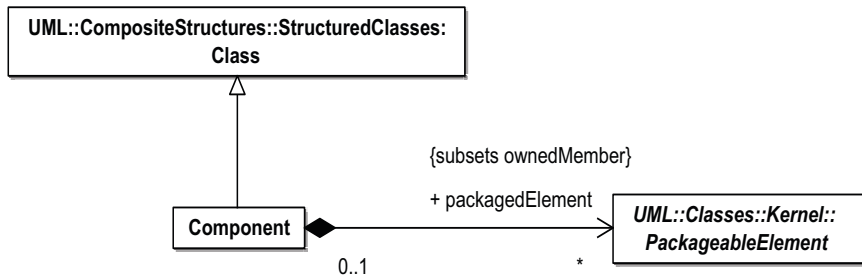 UML::CompositeStructures::StructuredClasses:
Class
{subsets ownedMember}
+ packagedElement
Component
UML::Classes::Kernel::
PackageableElement
0..1
*